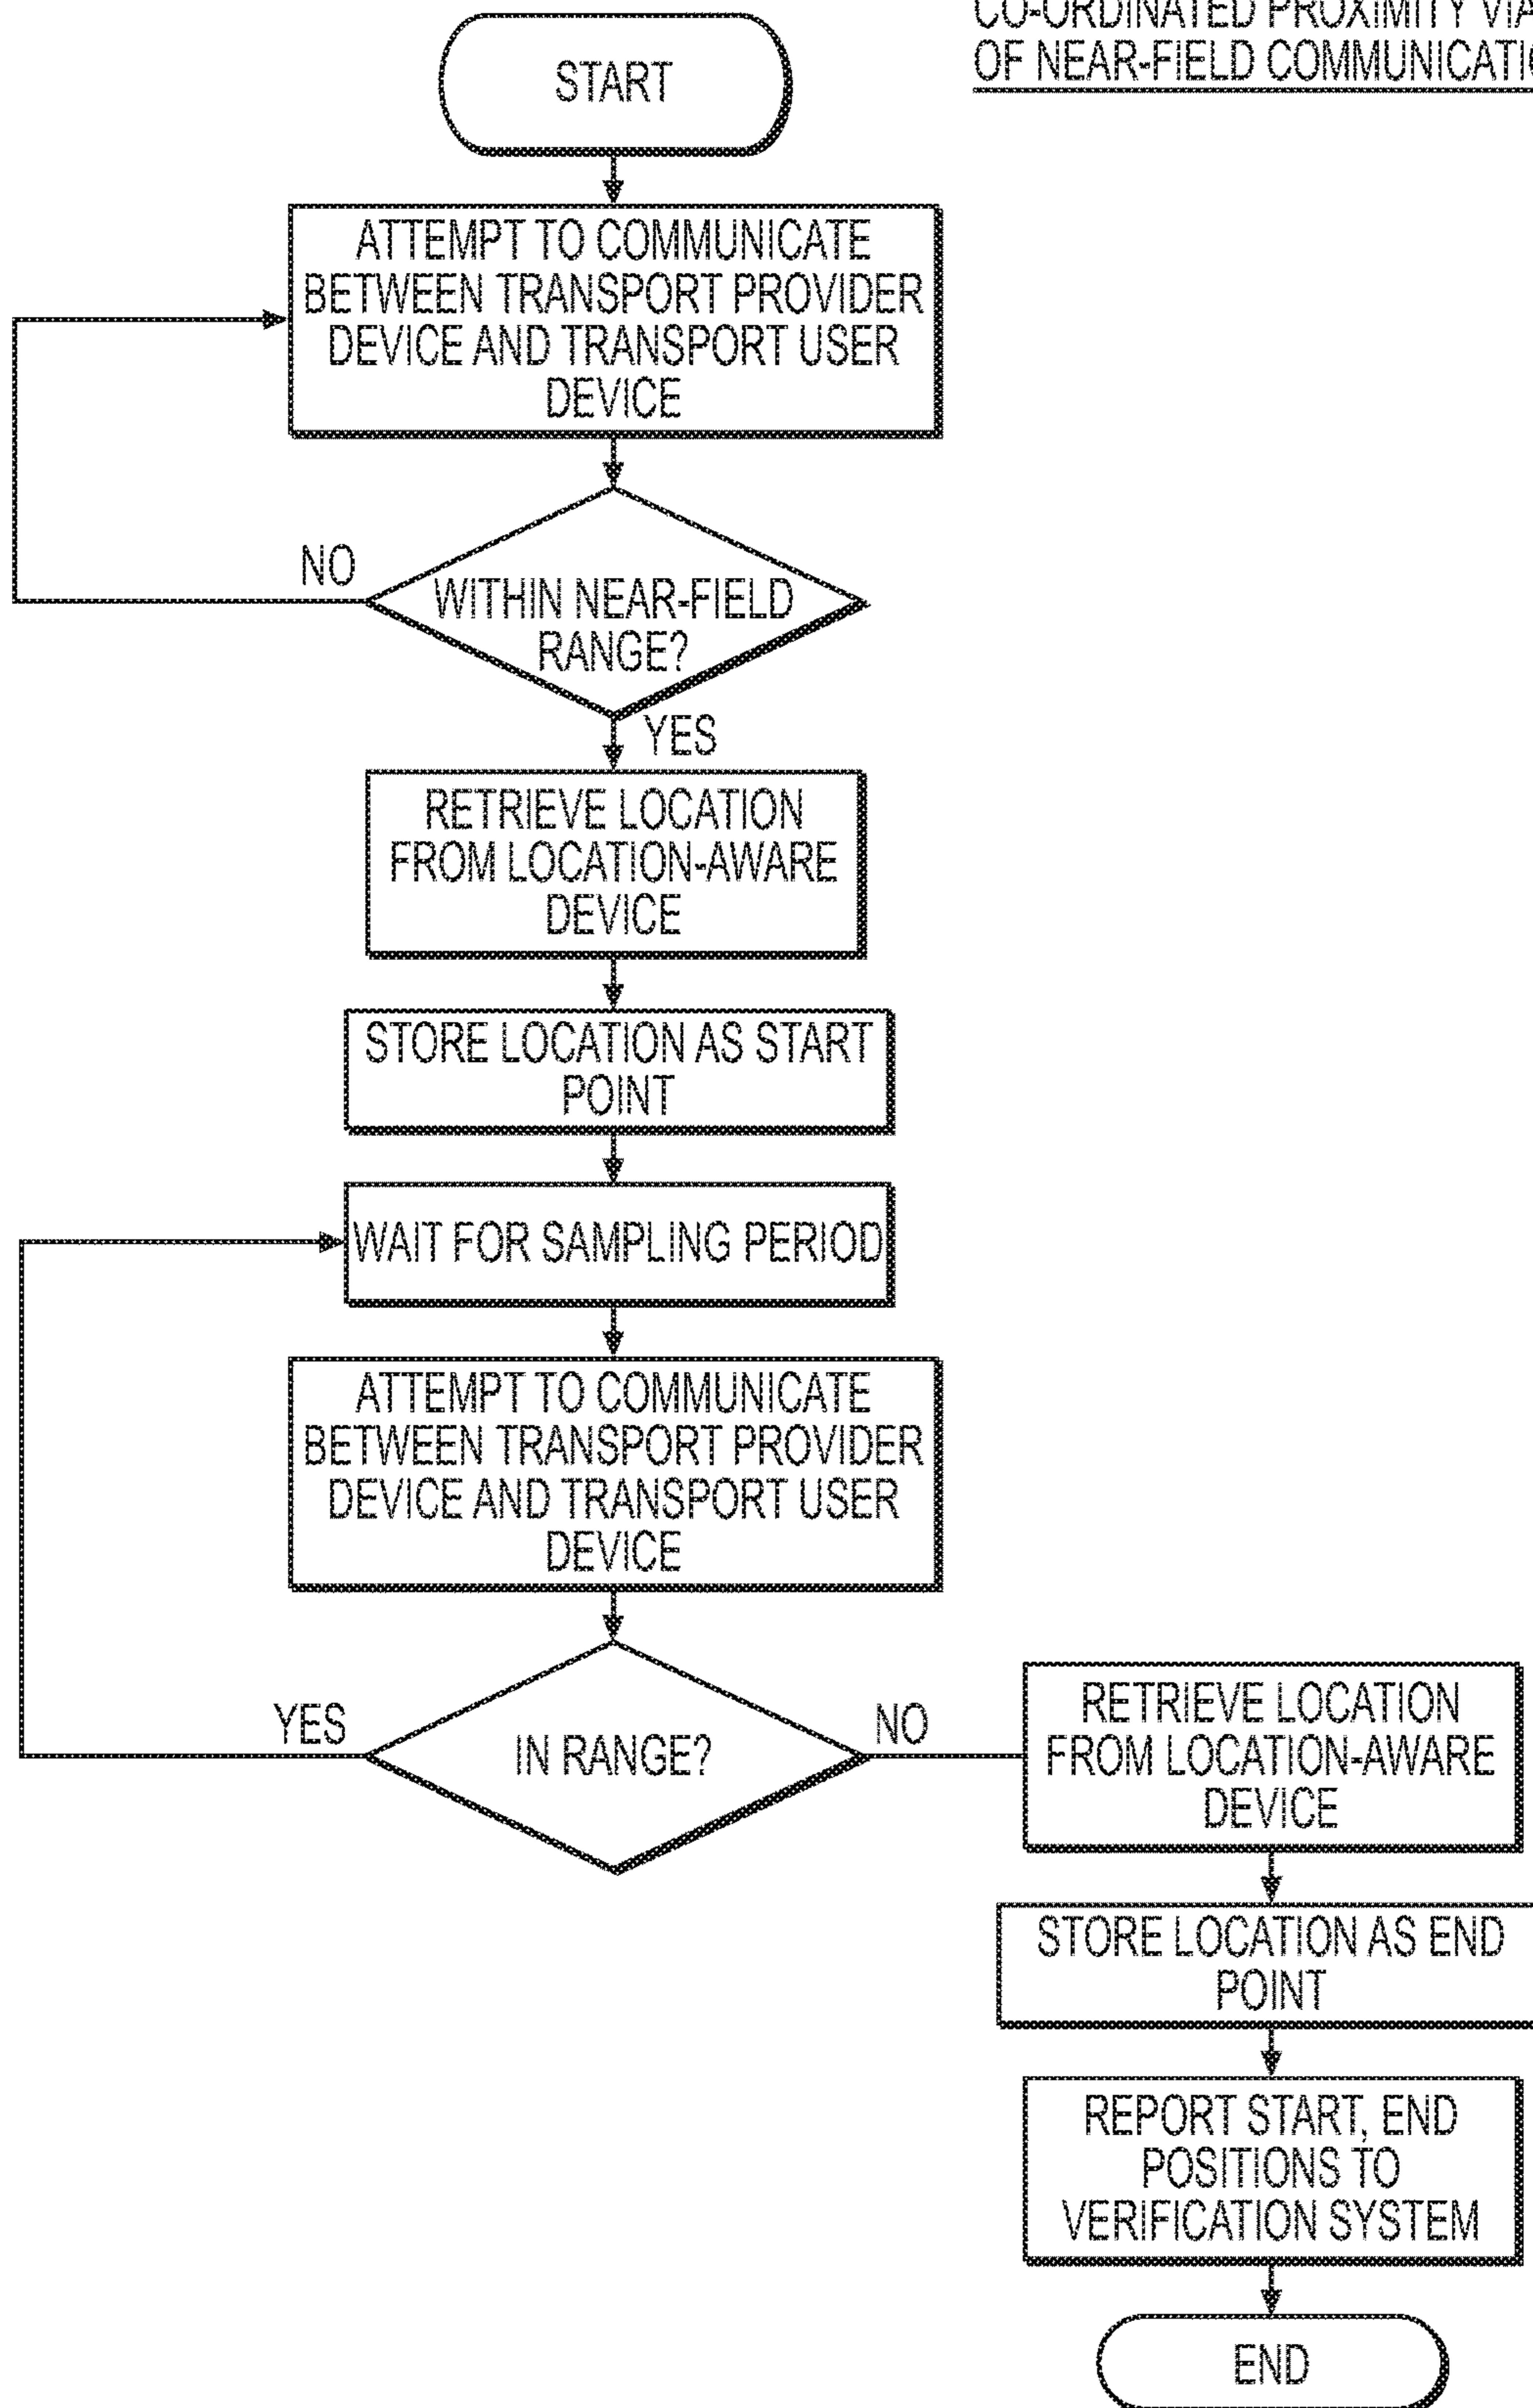 CO-ORDINATED PROXIMITY VIA
OF NEAR-FIELD
START
ATTEMPT TO COMMUNICATE
BETWEEN TRANSPORT PROVIDER
DEVICE AND TRANSPORT USER
DEVICE
NO
WITHIN NEAR-FIELD
RANGE?
YES
RETRIEVE LOCATION
FROM LOCATION-AWARE
DEVICE
STORE LOCATION AS START
POINT
WAIT FOR SAMPLING PERIOD
ATTEMPT TO COMMUNICATE
BETWEEN TRANSPORT PROVIDER
DEVICE AND TRANSPORT USER
DEVICE
YES
IN RANGE?
NO
RETRIEVE LOCATION
FROM LOCATION-AWARE
DEVICE
STORE LOCATION AS END
POINT
REPORT START, END
POSITIONS TO
VERIFICATION SYSTEM
END